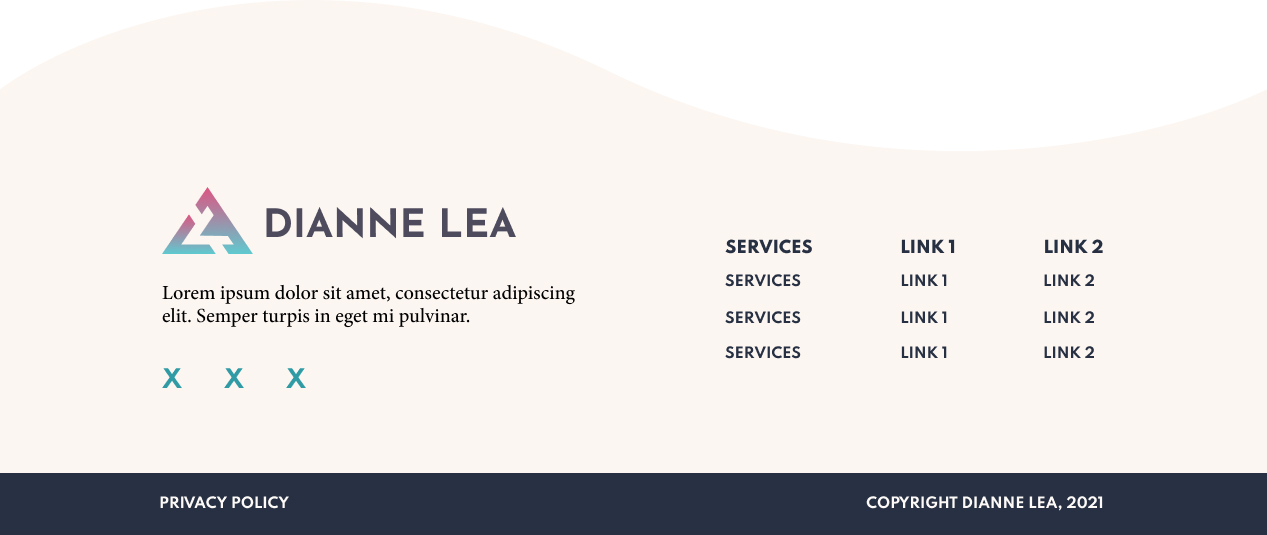 DIANNE LEA
Lorem ipsum dolor sit amet, consectetur adipiscing
elit. Semper turpis in eget mi pulvinar.
X X X
SERVICES LINK 1 LINK 2
SERVICES LINK 1 LINK 2
SERVICES LINK 1 LINK 2
SERVICES LINK 1 LINK 2
PRIVACY POLICY COPYRIGHT DIANNE LEA, 2021